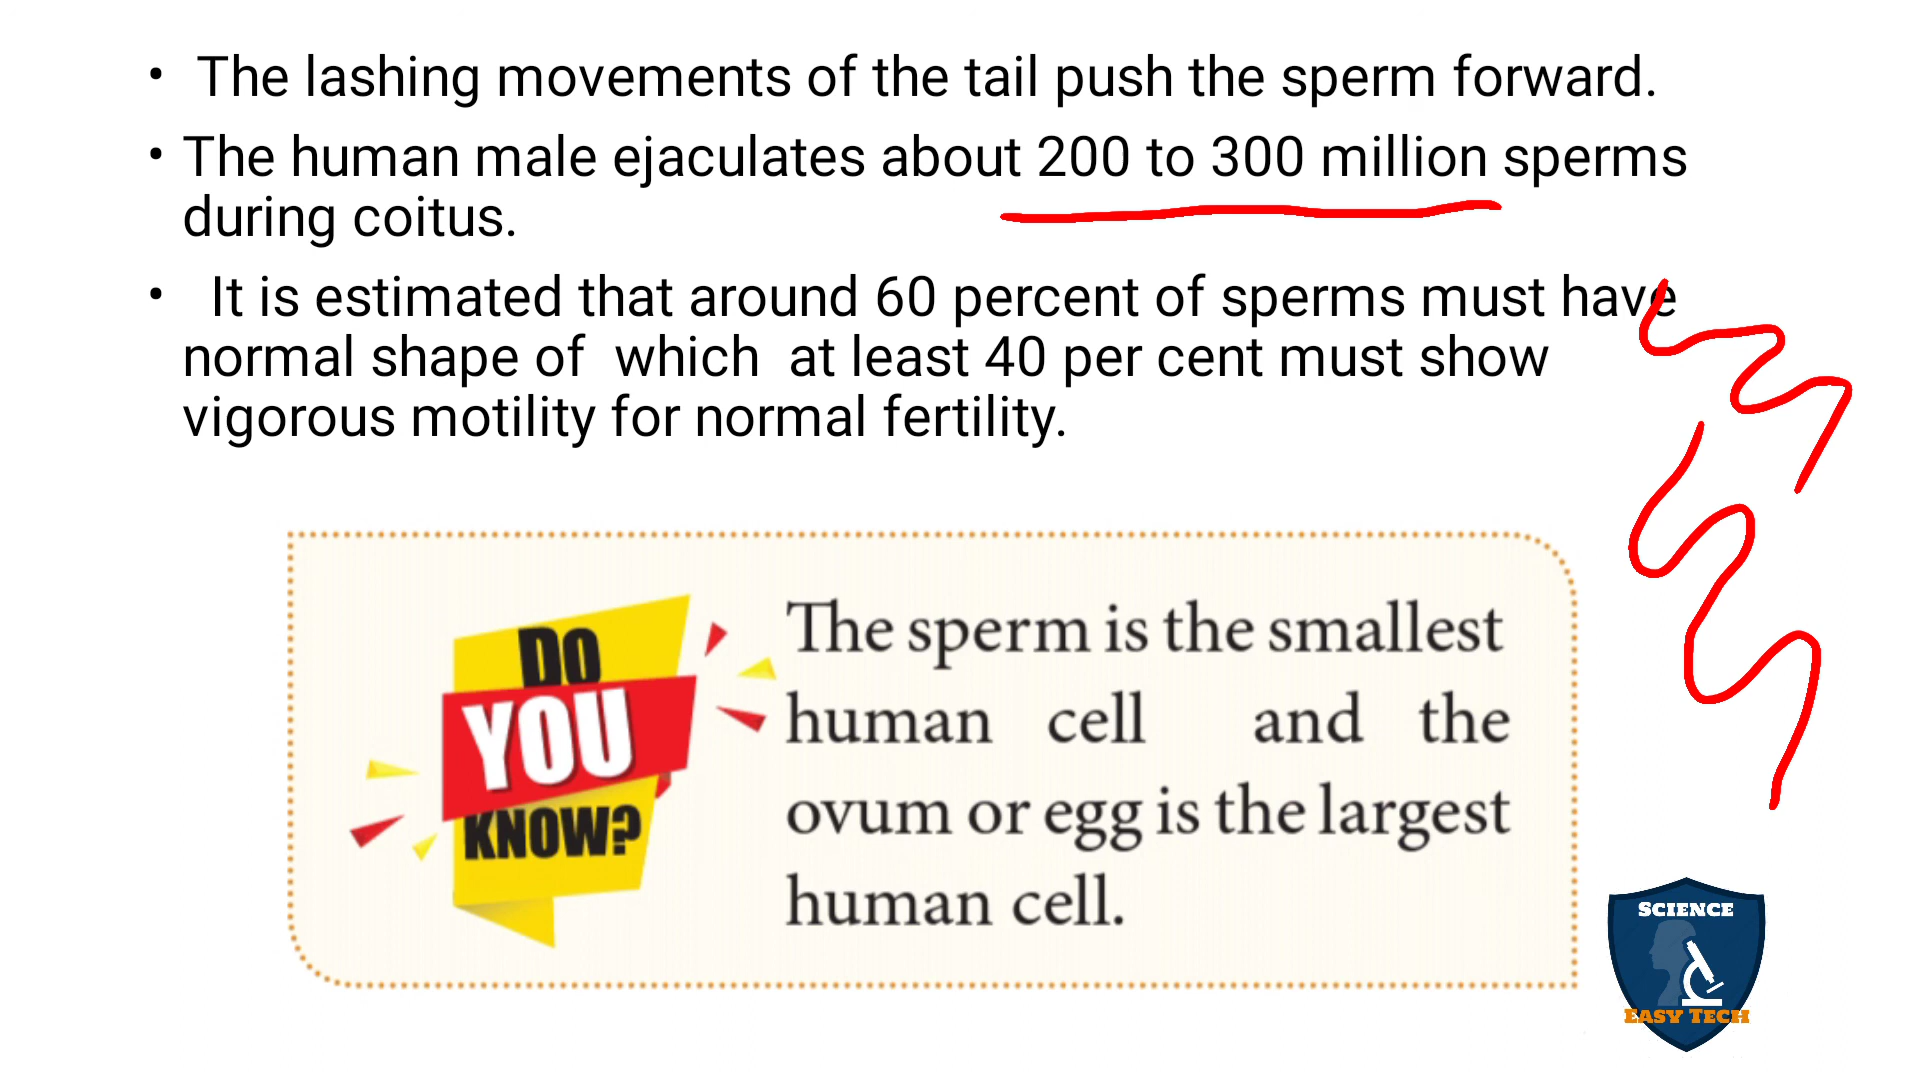 • The lashing movements of the tail push the sperm forward.
• The human male ejaculates about 200 to 300 million sperms
during coitus.
• It is estimated that around 60 percent of sperms must have
normal shape of which at least 40 per cent must show
vigorous motility for normal fertility.
DO
YOU
KNOW?
The sperm is the smallest
human cell and the
ovum or egg is the largest
human cell.
SCIENCE
EASY TECH